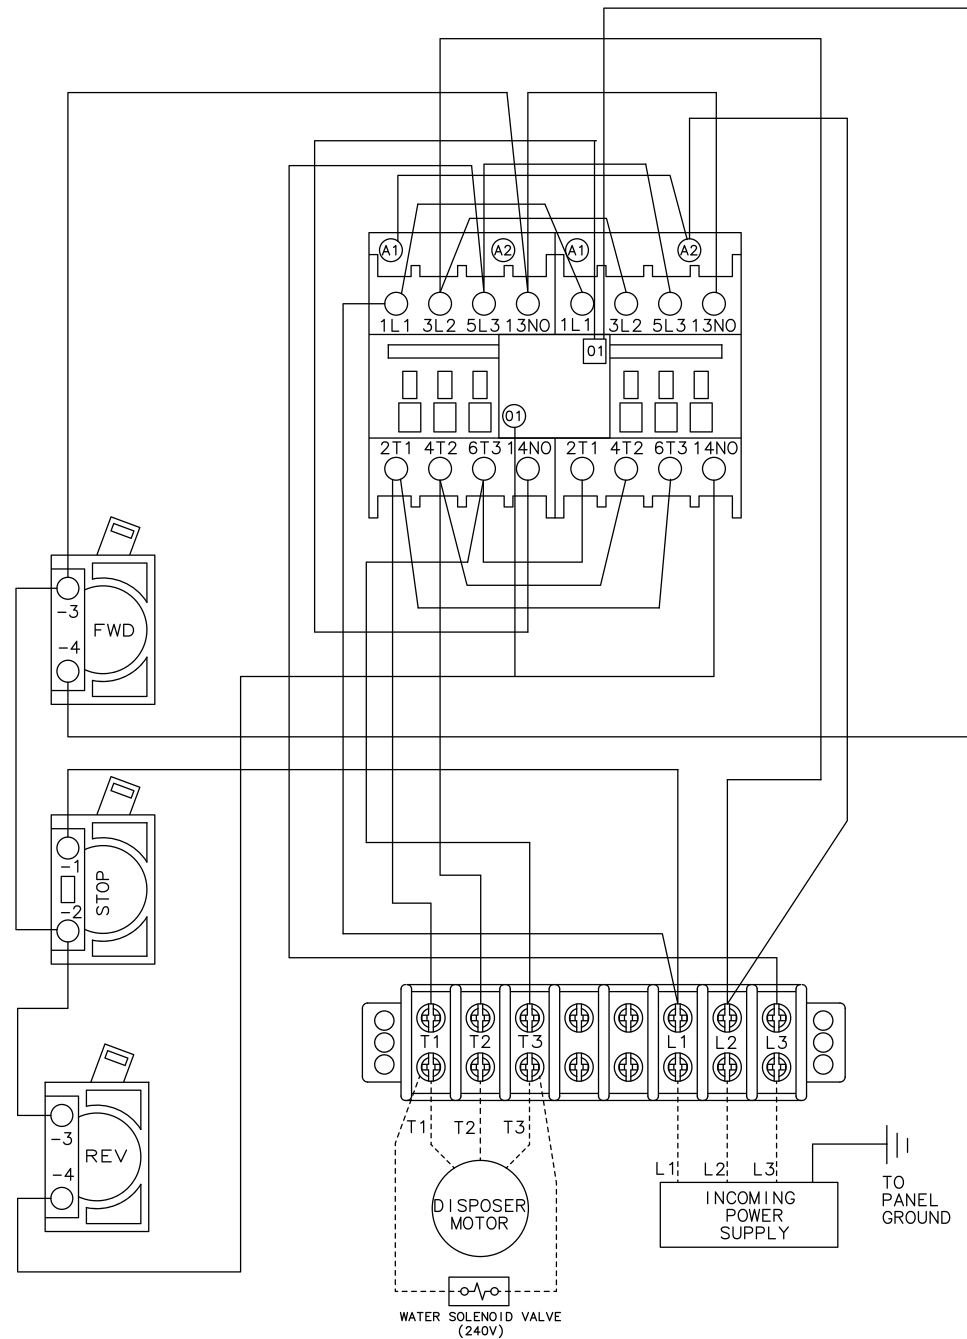 A1 A2 A1 A2
1L1 3L2 5L3 13NO 1L1 3L2 5L3 13NO
01
01
2T1 4T2 6T3 14NO 2T1 4T2 6T3 14NO
-3
FWD
-4
-1
STOP
-2
T1 T2 T3 L1 L2 L3
-3
REV
-4
T1 T2 T3
L1 L2 L3
DISPOSER
MOTOR
INCOMING
POWER
SUPPLY
TO
PANEL
GROUND
WATER SOLENOID VALVE
(240V)